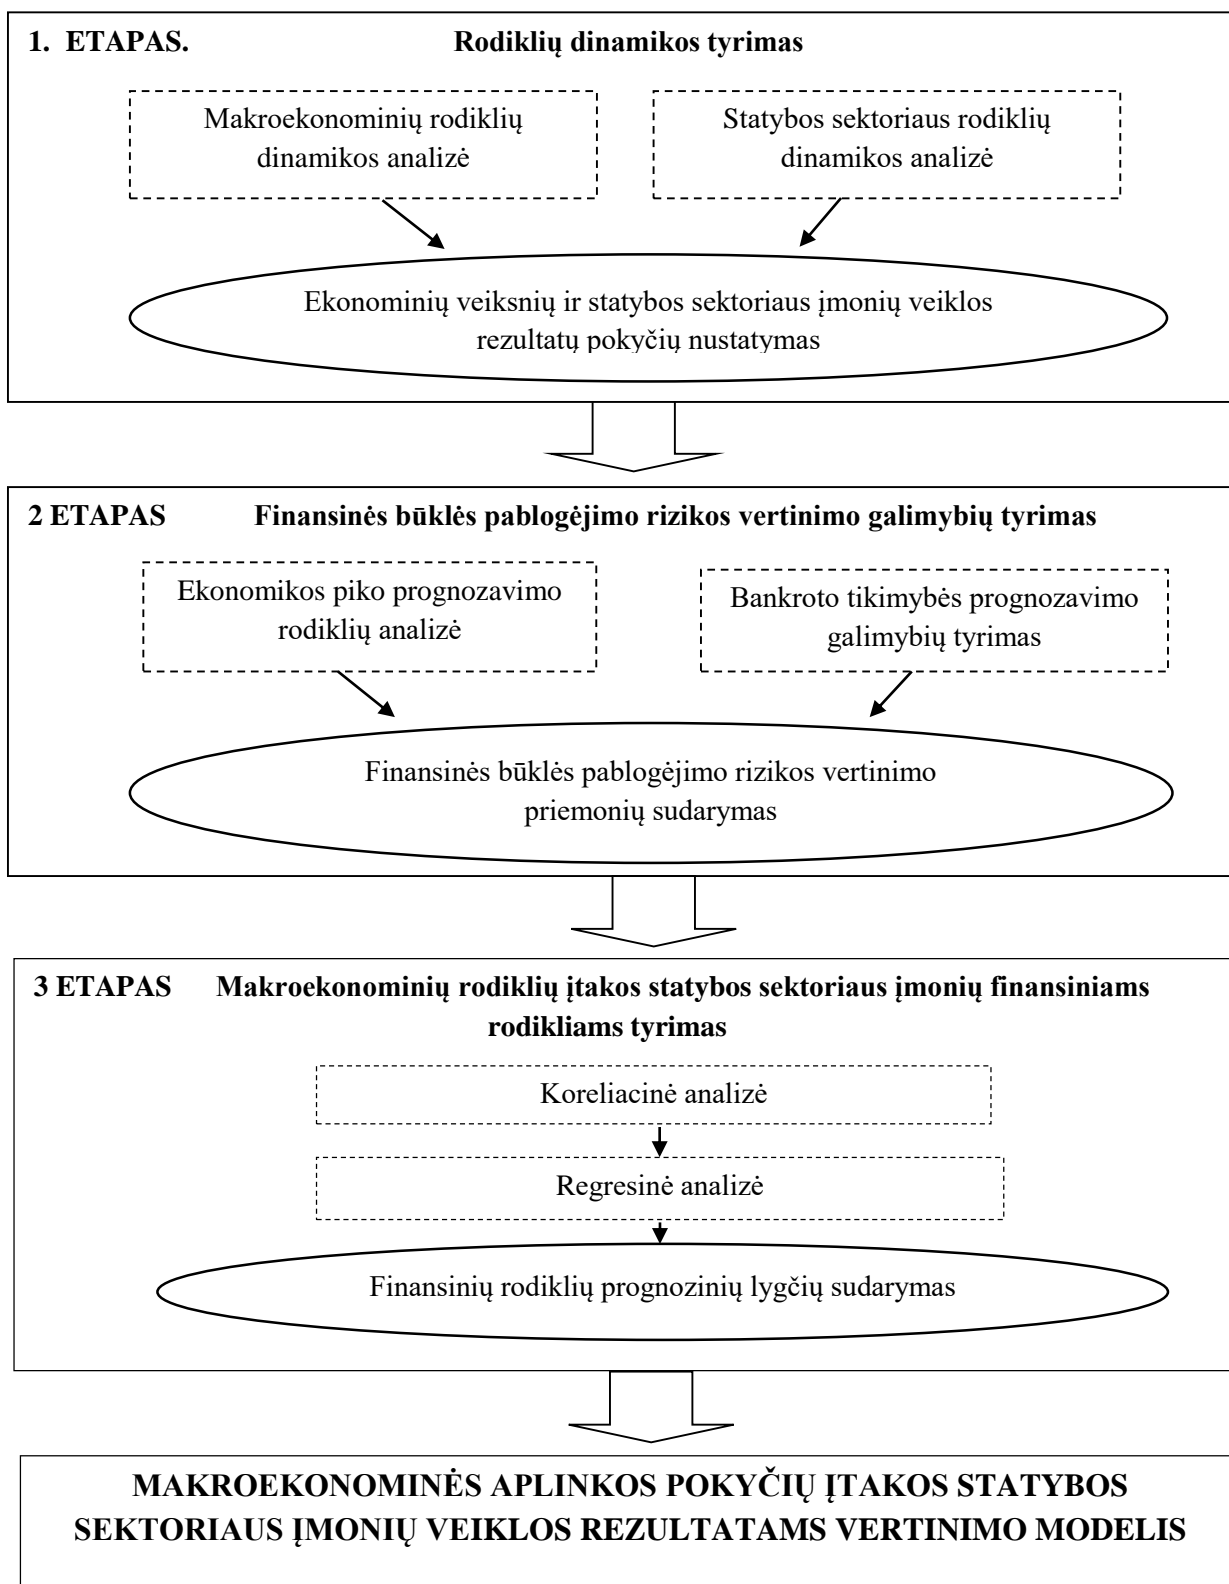 1. ETAPAS. Rodiklių dinamikos tyrimas
Makroekonominių rodiklių
dinamikos analizė
Statybos sektoriaus rodiklių
dinamikos analizė
Ekonominių veiksnių ir statybos sektoriaus įmonių veiklos
rezultatų pokyčių nustatymas
2 ETAPAS Finansinės būklės pablogėjimo rizikos vertinimo galimybių tyrimas
Ekonomikos piko prognozavimo
rodiklių analizė
Bankroto tikimybės prognozavimo
galimybių tyrimas
Finansinės būklės pablogėjimo rizikos vertinimo
priemonių sudarymas
3 ETAPAS Makroekonominių rodiklių įtakos statybos sektoriaus įmonių finansiniams
rodikliams tyrimas
Koreliacinė analizė
Regresinė analizė
Finansinių rodiklių prognozinių lygčių sudarymas
MAKROEKONOMINĖS APLINKOS POKYČIŲ ĮTAKOS STATYBOS
SEKTORIAUS ĮMONIŲ VEIKLOS REZULTATAMS VERTINIMO MODELIS